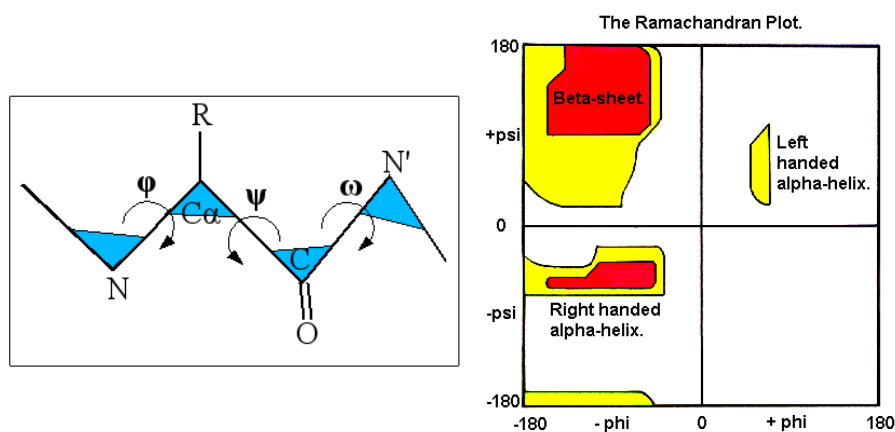 R
N'
φ
ψ
ω
Cα
C
N
O
The Ramachandran Plot.
180
Beta-sheet.
+psi
Left
handed
alpha-helix.
0
-psi
Right handed
alpha-helix.
-180
-180 - phi 0 + phi 180